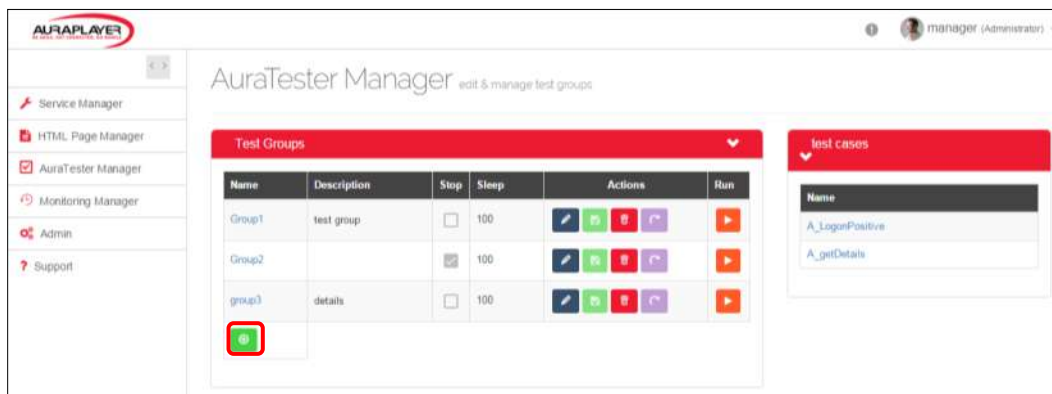 AURAPLAYER
manager (Administrator)
AuraTester Manager edit & manage test groups
Service Manager
HTML Page Manager
AuraTester Manager
Monitoring Manager
Admin
Support
Test Groups
Name Description Stop Sleep Actions Run
Group1 test group 100
Group2 100
group3 details 100
test cases
Name
A_LogonPositive
A_getDetails